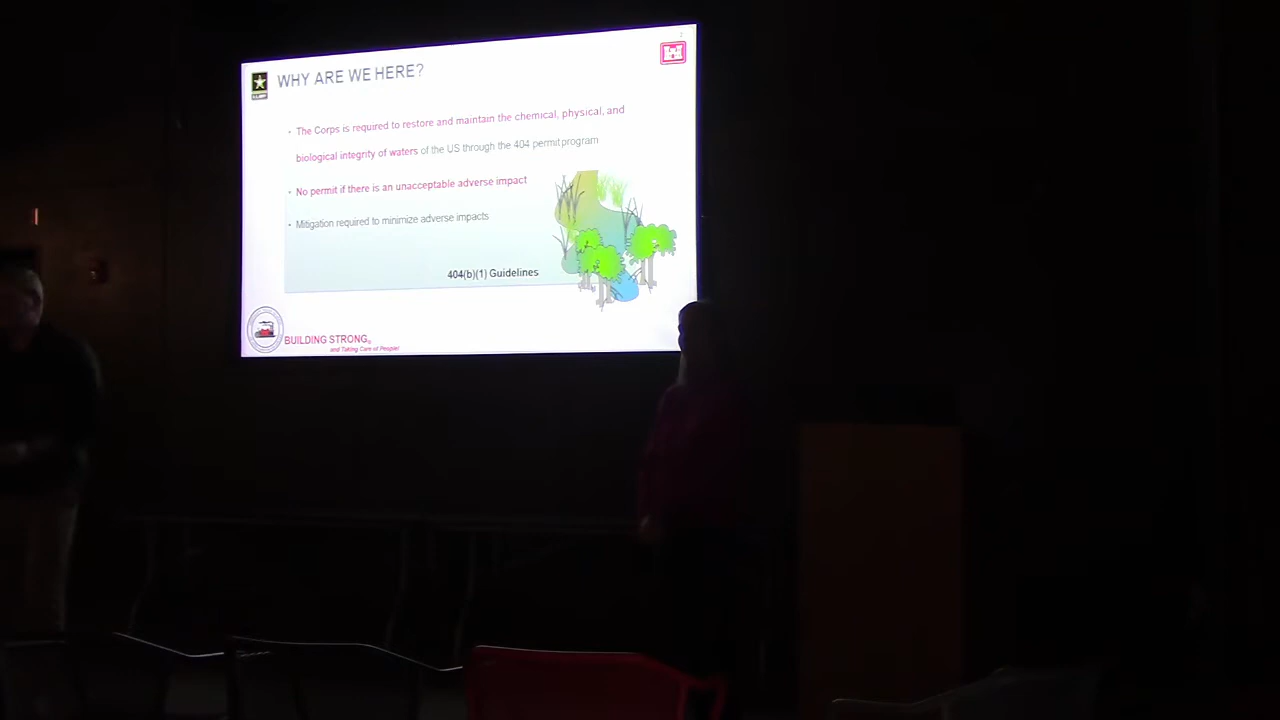 2
WHY ARE WE HERE?
• The Corps is required to restore and maintain the chemical, physical, and
biological integrity of waters of the US through the 404 permit program
• No permit if there is an unacceptable adverse impact
• Mitigation required to minimize adverse impacts
404(b)(1) Guidelines
BUILDING STRONG®
and Taking Care of People!